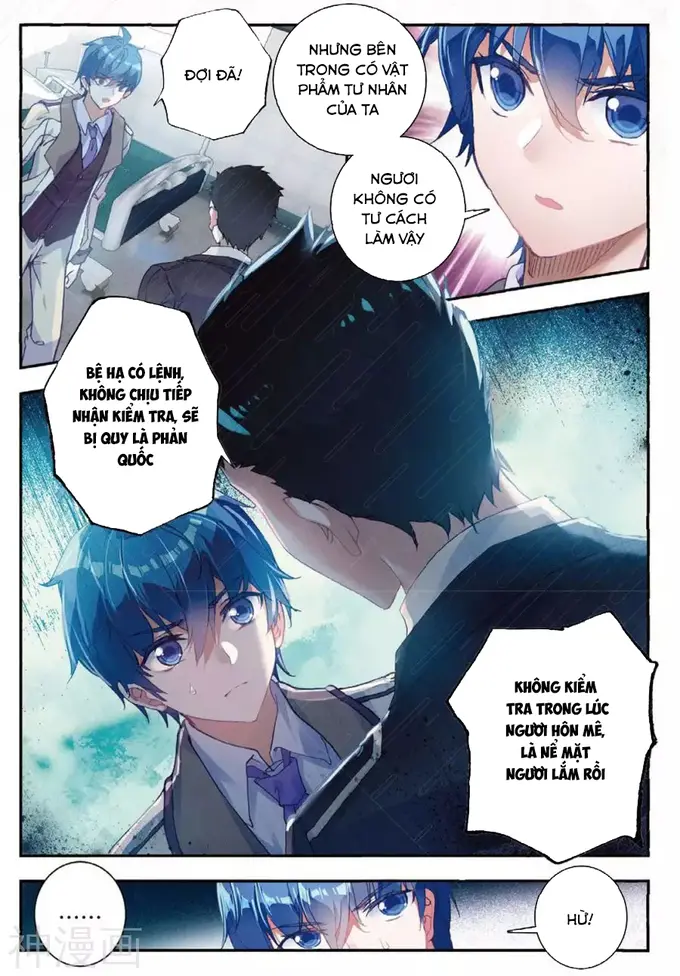 ĐỢI ĐÃ!
NHƯNG BÊN
TRONG CÓ VẬT
PHẨM TƯ NHÂN
CỦA TA
NGƯƠI
KHÔNG CÓ
TƯ CÁCH
LÀM VẬY
BỆ HẠ CÓ LỆNH,
KHÔNG CHỊU TIẾP
NHẬN KIỂM TRA, SẼ
BỊ QUY LÀ PHẢN
QUỐC
KHÔNG KIỂM
TRA TRONG LÚC
NGƯƠI HÔN MÊ,
LÀ NỂ MẶT
NGƯƠI LẮM RỒI
......
HỪ!
神漫画